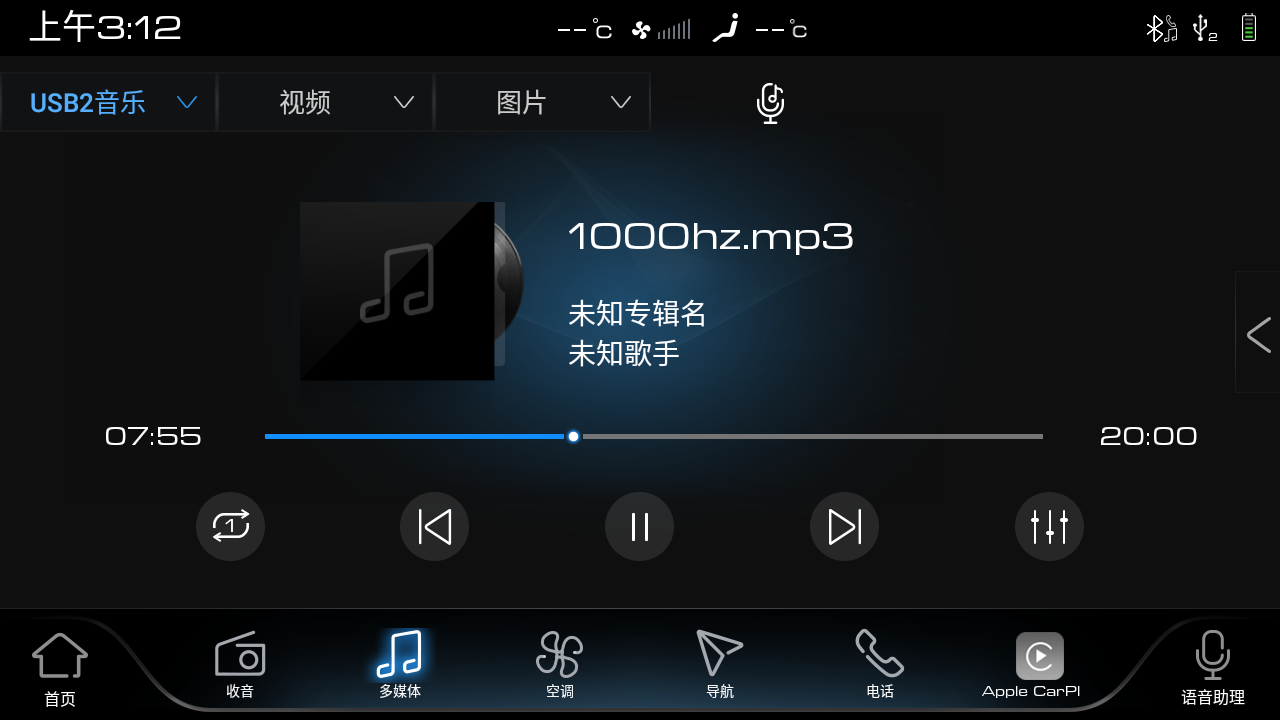 上午3:12
--°C
--°C
2
USB2音乐
视频
图片
1000hz.mp3
未知专辑名
未知歌手
07:55
20:00
1
首页
收音
多媒体
空调
导航
电话
Apple CarPl
语音助理